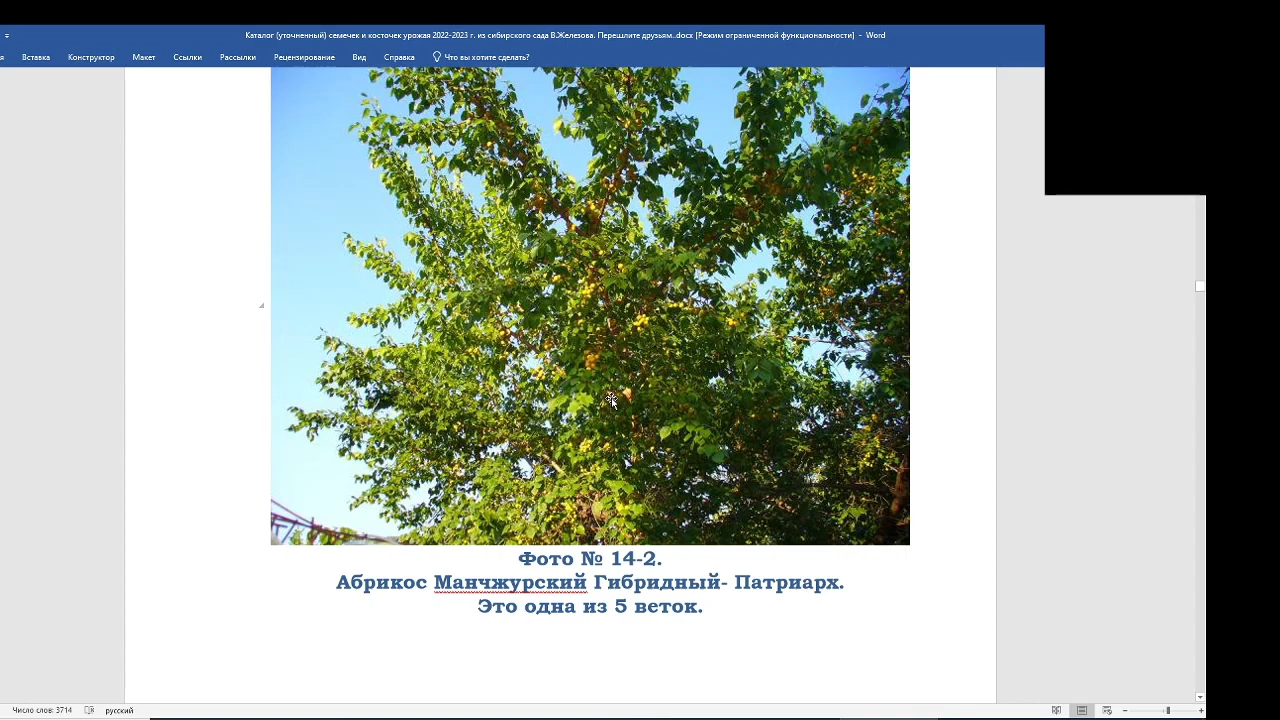 Каталог (уточненный) семечек и косточек урожая 2022-2023 г. из сибирского сада В.Железова. Перешлите друзьям..docx [Режим ограниченной функциональности] - Word
я Вставка Конструктор Макет Ссылки Рассылки Рецензирование Вид Справка Что вы хотите сделать?
Фото № 14-2.
Абрикос Манчжурский Гибридный- Патриарх.
Это одна из 5 веток.
Число слов: 3714 русский